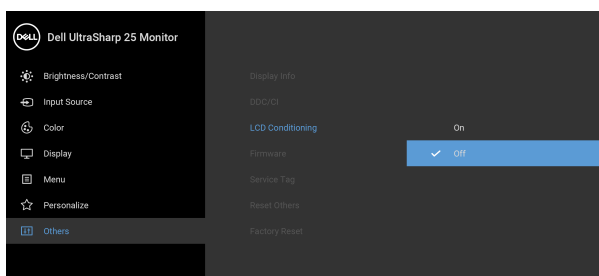 DELL
Dell UltraSharp 25 Monitor
Brightness/Contrast
Display Info
Input Source
DDC/CI
Color
LCD Conditioning
On
Display
Firmware
Off
Menu
Service Tag
Personalize
Reset Others
Others
Factory Reset